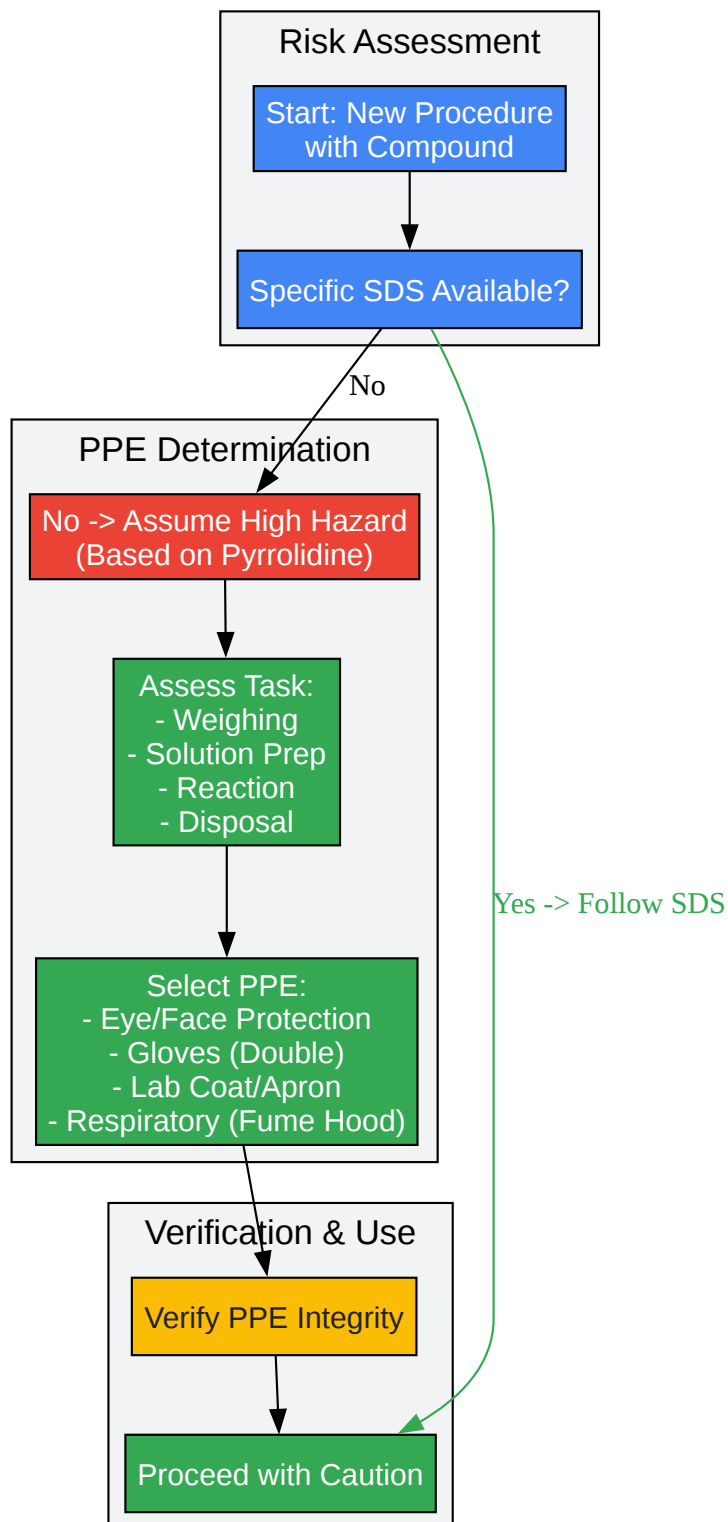 Risk Assessment
Start: New Procedure
with Compound
Specific SDS Available?
No
PPE Determination
No -> Assume High Hazard
(Based on Pyrrolidine)
Assess Task:
- Weighing
- Solution Prep
- Reaction
- Disposal
Yes -> Follow SDS
Select PPE:
- Eye/Face Protection
- Gloves (Double)
- Lab Coat/Apron
- Respiratory (Fume Hood)
Verification & Use
Verify PPE Integrity
Proceed with Caution